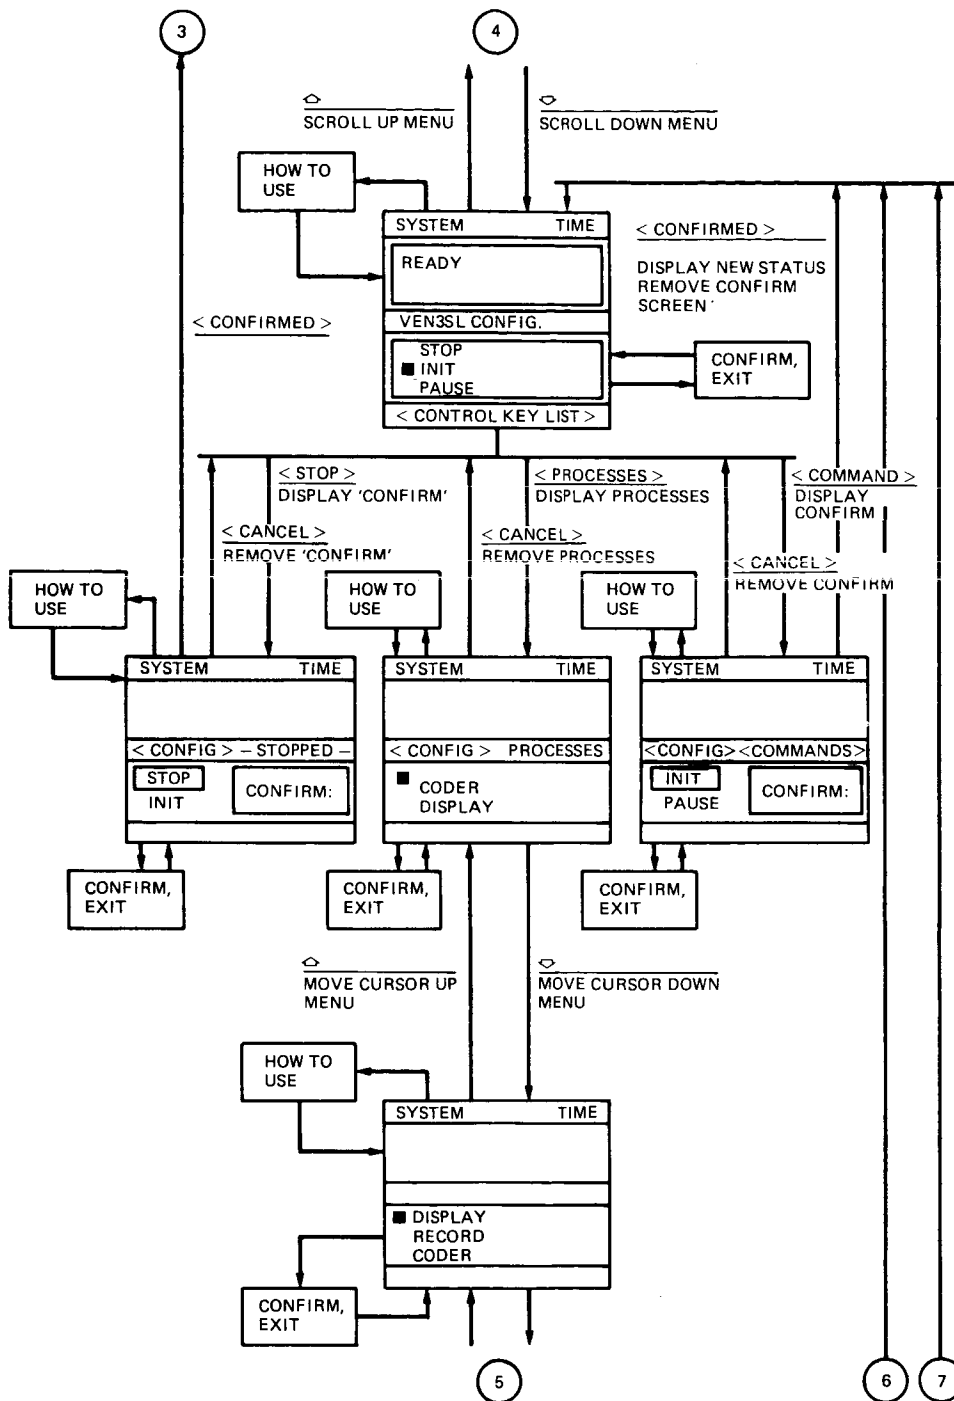 3
4
SCROLL UP MENU
SCROLL DOWN MENU
HOW TO
USE
SYSTEM TIME
READY
VEN3SL CONFIG.
STOP
INIT
PAUSE
< CONTROL KEY LIST >
< CONFIRMED >
DISPLAY NEW STATUS
REMOVE CONFIRM
SCREEN
< CONFIRMED >
CONFIRM,
EXIT
< STOP >
DISPLAY 'CONFIRM'
< CANCEL >
REMOVE 'CONFIRM'
< PROCESSES >
DISPLAY PROCESSES
< CANCEL >
REMOVE PROCESSES
< COMMAND >
DISPLAY
CONFIRM
< CANCEL >
REMOVE CONFIRM
HOW TO
USE
HOW TO
USE
HOW TO
USE
SYSTEM TIME
< CONFIG > – STOPPED –
STOP
INIT
CONFIRM:
SYSTEM TIME
< CONFIG > PROCESSES
CODER
DISPLAY
SYSTEM TIME
<CONFIG> <COMMANDS>
INIT
PAUSE
CONFIRM:
CONFIRM,
EXIT
CONFIRM,
EXIT
CONFIRM,
EXIT
MOVE CURSOR UP
MENU
MOVE CURSOR DOWN
MENU
HOW TO
USE
SYSTEM TIME
DISPLAY
RECORD
CODER
CONFIRM,
EXIT
5
6
7